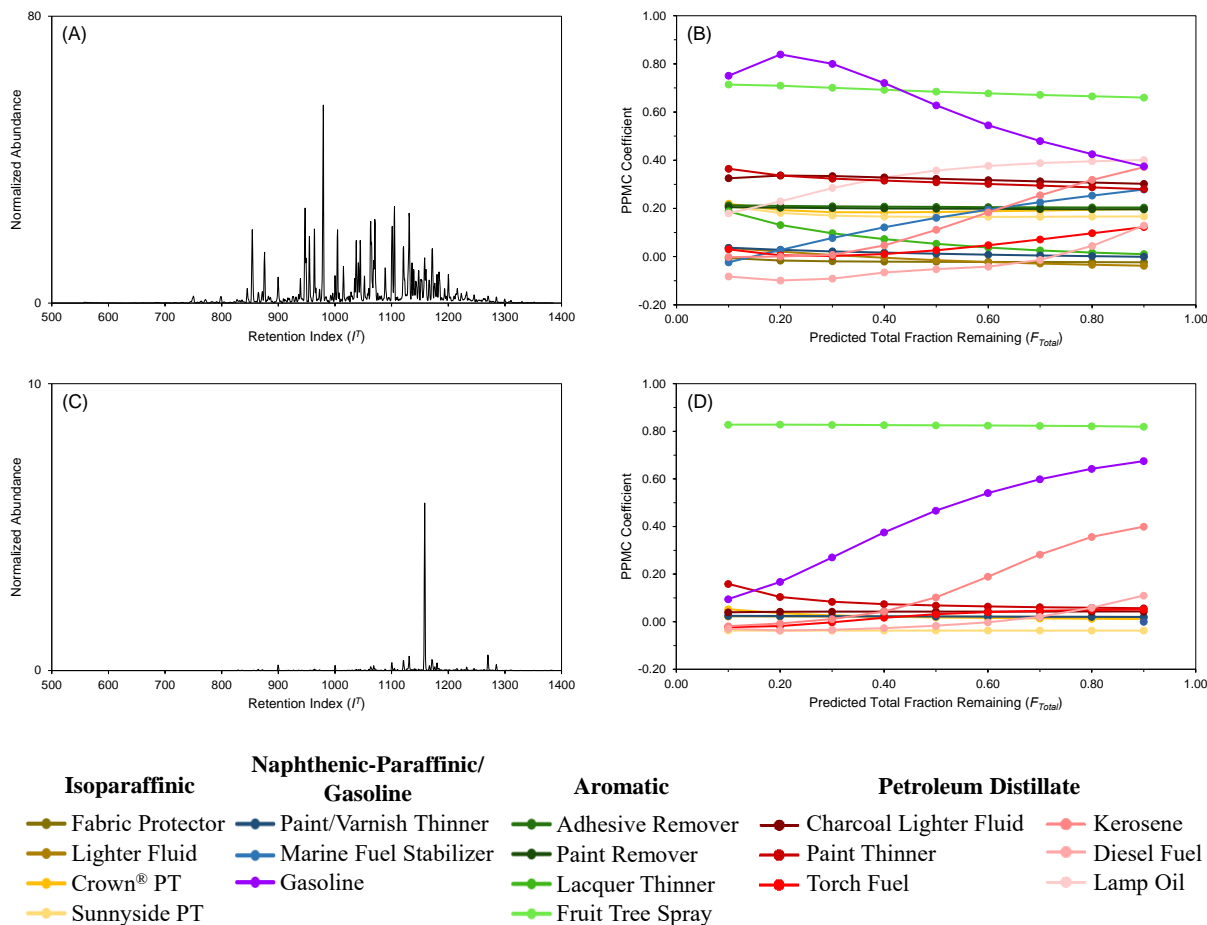 (A)
80
0
Normalized Abundance
500 600 700 800 900 1000 1100 1200 1300 1400
Retention Index (I^T)
(B)
1.00
0.80
0.60
0.40
0.20
0.00
-0.20
PPMC Coefficient
0.00 0.20 0.40 0.60 0.80 1.00
Predicted Total Fraction Remaining (F_Total)
(C)
10
0
Normalized Abundance
500 600 700 800 900 1000 1100 1200 1300 1400
Retention Index (I^T)
(D)
1.00
0.80
0.60
0.40
0.20
0.00
-0.20
PPMC Coefficient
0.00 0.20 0.40 0.60 0.80 1.00
Predicted Total Fraction Remaining (F_Total)
Isoparaffinic
Fabric Protector
Lighter Fluid
Crown® PT
Sunnyside PT
Naphthenic-Paraffinic/
Gasoline
Paint/Varnish Thinner
Marine Fuel Stabilizer
Gasoline
Aromatic
Adhesive Remover
Paint Remover
Lacquer Thinner
Fruit Tree Spray
Petroleum Distillate
Charcoal Lighter Fluid
Paint Thinner
Torch Fuel
Kerosene
Diesel Fuel
Lamp Oil